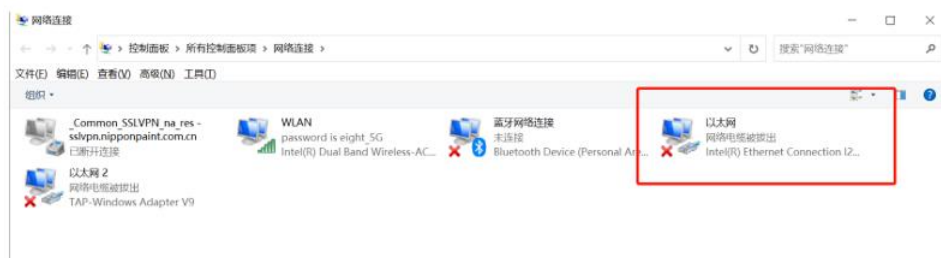 网络连接
控制面板 › 所有控制面板项 › 网络连接 ›
搜索"网络连接"
文件(F) 编辑(E) 查看(V) 高级(N) 工具(T)
组织
_Common_SSLVPN_na_res -
sslvpn.nipponpaint.com.cn
已断开连接
WLAN
password is eight_5G
Intel(R) Dual Band Wireless-AC...
蓝牙网络连接
未连接
Bluetooth Device (Personal Are...
以太网
网络电缆被拔出
Intel(R) Ethernet Connection I2...
以太网 2
网络电缆被拔出
TAP-Windows Adapter V9